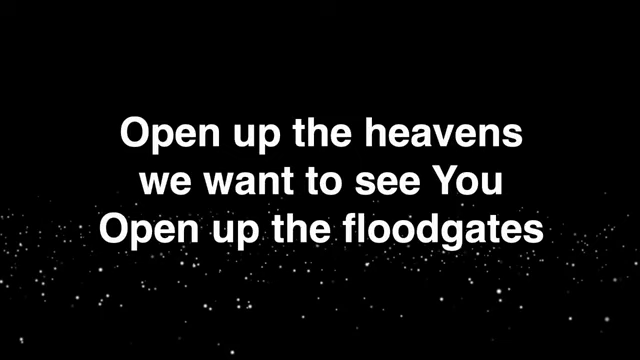 Open up the heavens
we want to see You
Open up the floodgates